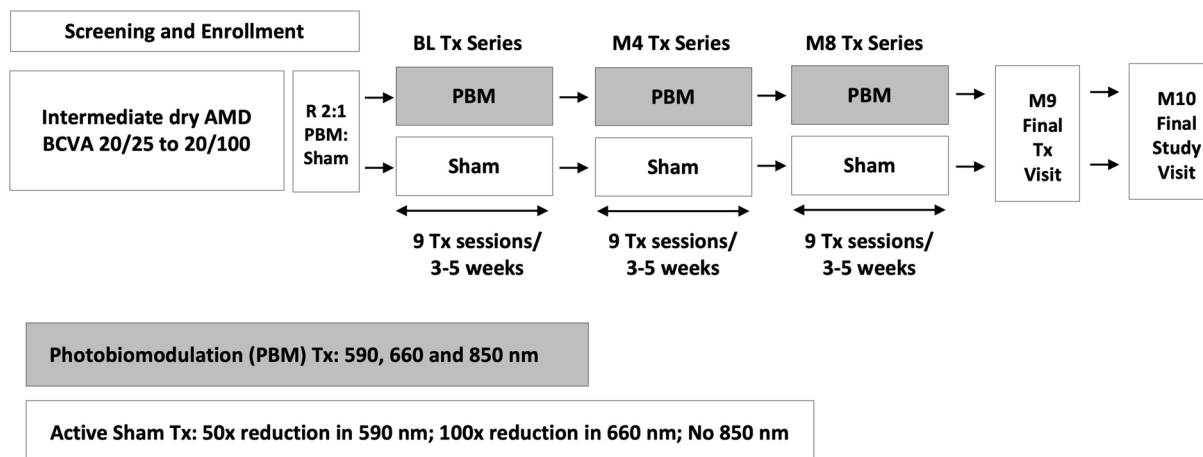 Screening and Enrollment
BL Tx Series
M4 Tx Series
M8 Tx Series
Intermediate dry AMD
BCVA 20/25 to 20/100
R 2:1
PBM:
Sham
PBM
PBM
PBM
Sham
Sham
Sham
M9
Final
Tx
Visit
M10
Final
Study
Visit
9 Tx sessions/
3-5 weeks
9 Tx sessions/
3-5 weeks
9 Tx sessions/
3-5 weeks
Photobiomodulation (PBM) Tx: 590, 660 and 850 nm
Active Sham Tx: 50x reduction in 590 nm; 100x reduction in 660 nm; No 850 nm